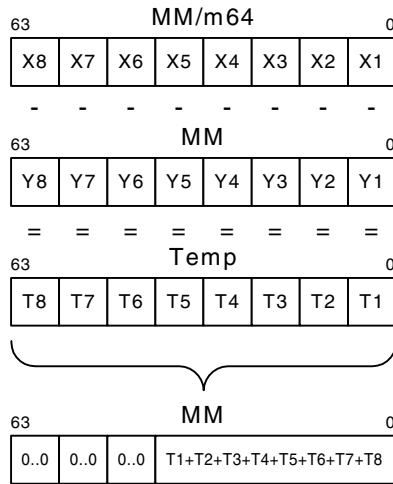 MM/m64
63 0
X8 X7 X6 X5 X4 X3 X2 X1
- - - - - - - -
MM
63 0
Y8 Y7 Y6 Y5 Y4 Y3 Y2 Y1
= = = = = = = =
Temp
63 0
T8 T7 T6 T5 T4 T3 T2 T1
MM
63 0
0..0 0..0 0..0 T1+T2+T3+T4+T5+T6+T7+T8